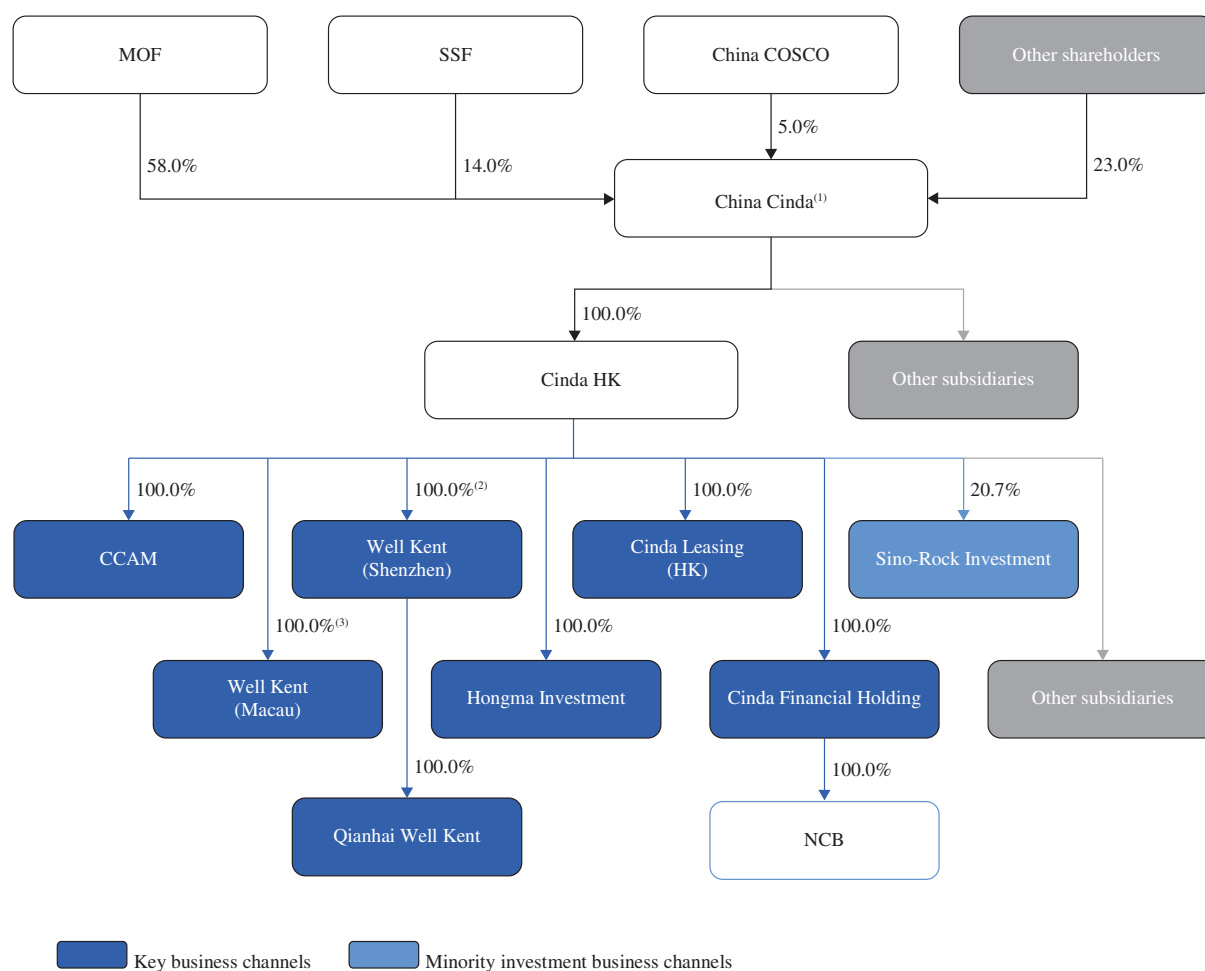 MOF
SSF
China COSCO
Other shareholders
5.0%
58.0%
14.0%
23.0%
China Cinda(1)
100.0%
Cinda HK
Other subsidiaries
100.0%
100.0%(2)
100.0%
20.7%
CCAM
Well Kent
(Shenzhen)
Cinda Leasing
(HK)
Sino-Rock Investment
100.0%(3)
100.0%
100.0%
Well Kent
(Macau)
Hongma Investment
Cinda Financial Holding
Other subsidiaries
100.0%
100.0%
Qianhai Well Kent
NCB
Key business channels
Minority investment business channels